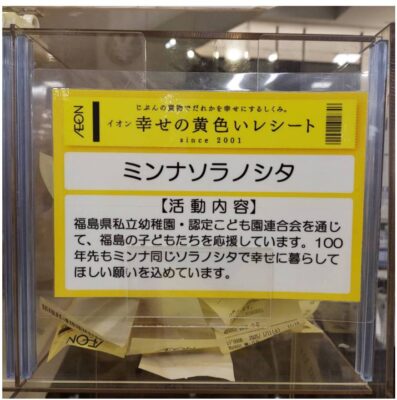 じぶんの買物でだれかを幸せにするしくみ。
ÆON
イオン 幸せの黄色いレシート
since 2001
ミンナソラノシタ
【活動内容】
福島県私立幼稚園・認定こども園連合会を通じ
て、福島の子どもたちを応援しています。100
年先もミンナ同じソラノシタで幸せに暮らして
ほしい願いを込めています。
ÆON